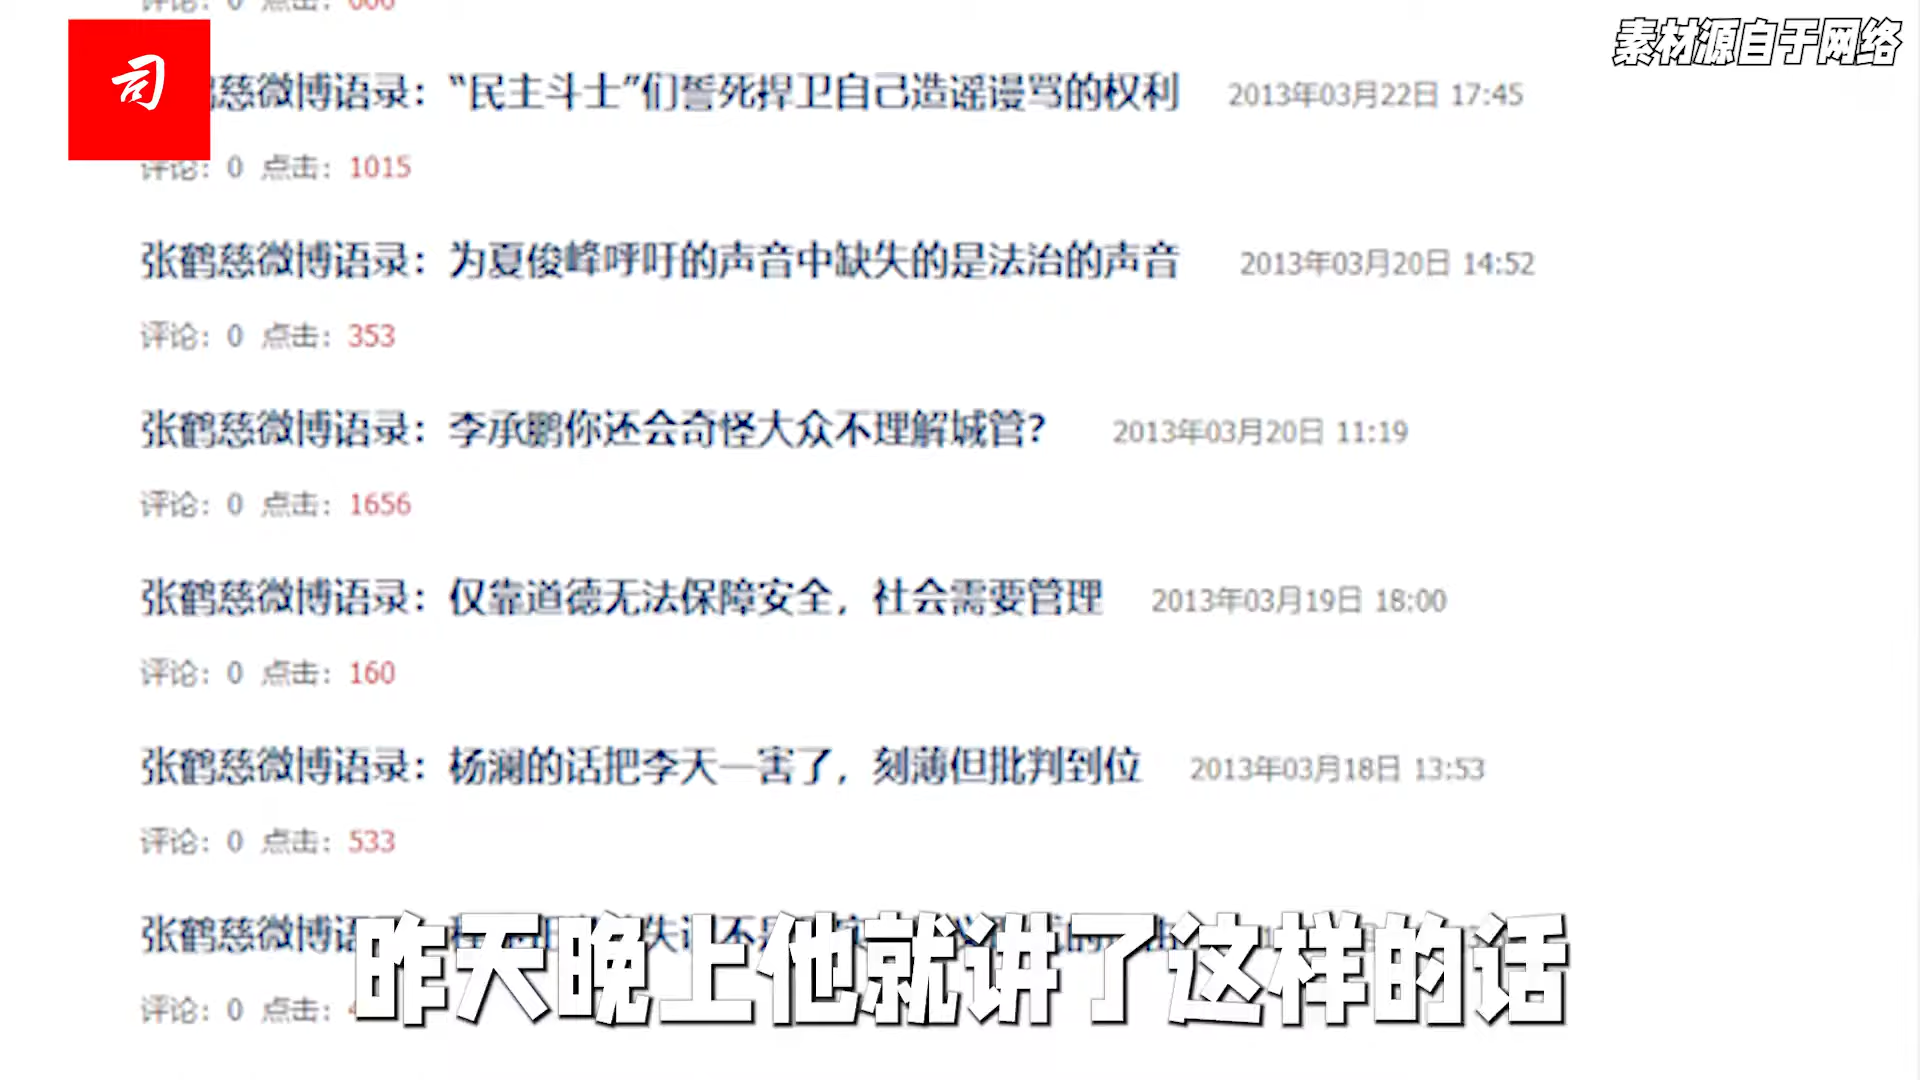 素材源自于网络
司
慈微博语录：“民主斗士”们誓死捍卫自己造谣谩骂的权利 2013年03月22日 17:45
评论：0 点击：1015
张鹤慈微博语录：为夏俊峰呼吁的声音中缺失的是法治的声音 2013年03月20日 14:52
评论：0 点击：353
张鹤慈微博语录：李承鹏你还会奇怪大众不理解城管？ 2013年03月20日 11:19
评论：0 点击：1656
张鹤慈微博语录：仅靠道德无法保障安全，社会需要管理 2013年03月19日 18:00
评论：0 点击：160
张鹤慈微博语录：杨澜的话把李天一害了，刻薄但批判到位 2013年03月18日 13:53
评论：0 点击：533
张鹤慈微博语
昨天晚上他就讲了这样的话
评论：0 点击：